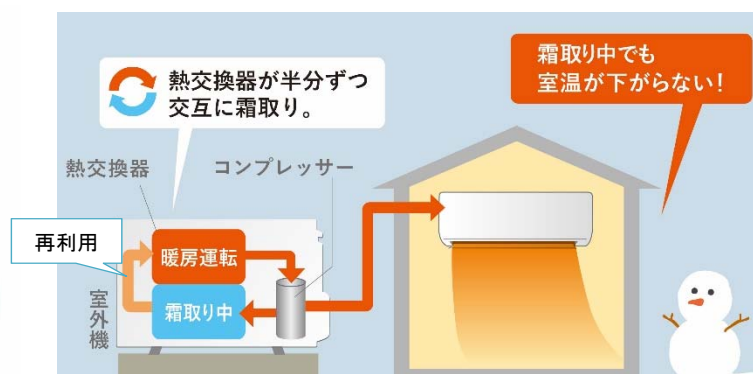 熱交換器が半分ずつ
交互に霜取り。
霜取り中でも
室温が下がらない!
熱交換器
コンプレッサー
再利用
暖房運転
霜取り中
室外機